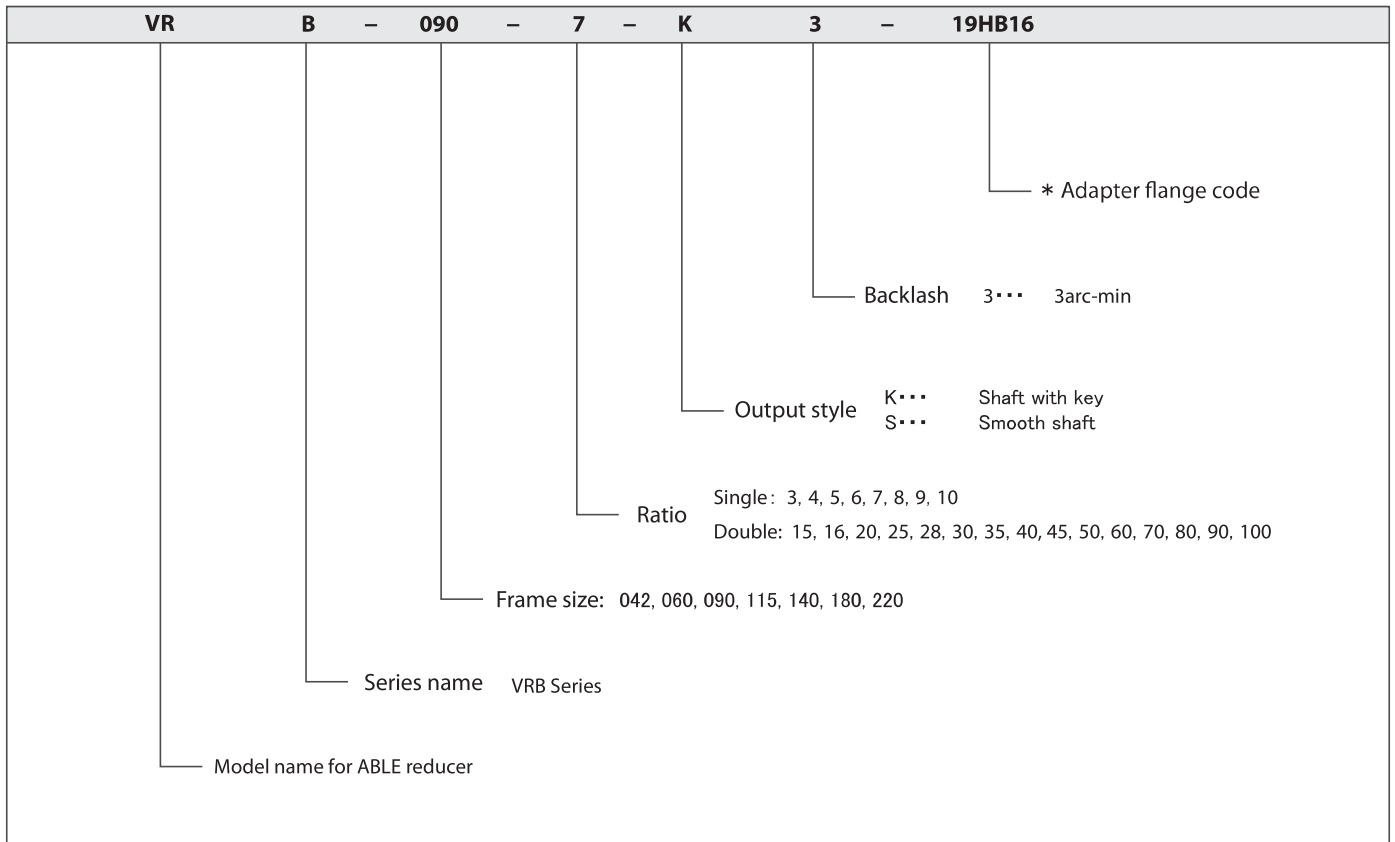 VR B – 090 – 7 – K 3 – 19HB16
* Adapter flange code
Backlash 3··· 3arc-min
Output style K··· Shaft with key
S··· Smooth shaft
Ratio Single: 3, 4, 5, 6, 7, 8, 9, 10
Double: 15, 16, 20, 25, 28, 30, 35, 40, 45, 50, 60, 70, 80, 90, 100
Frame size: 042, 060, 090, 115, 140, 180, 220
Series name VRB Series
Model name for ABLE reducer